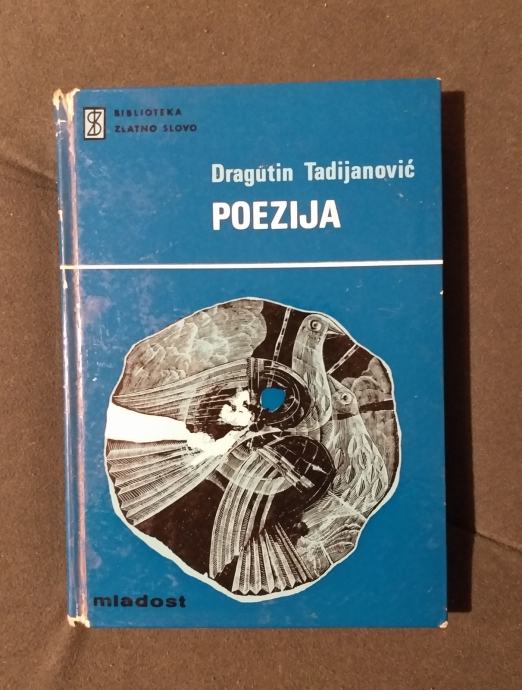 BIBLIOTEKA
ZLATNO SLOVO
Dragutin Tadijanović
POEZIJA
mladost